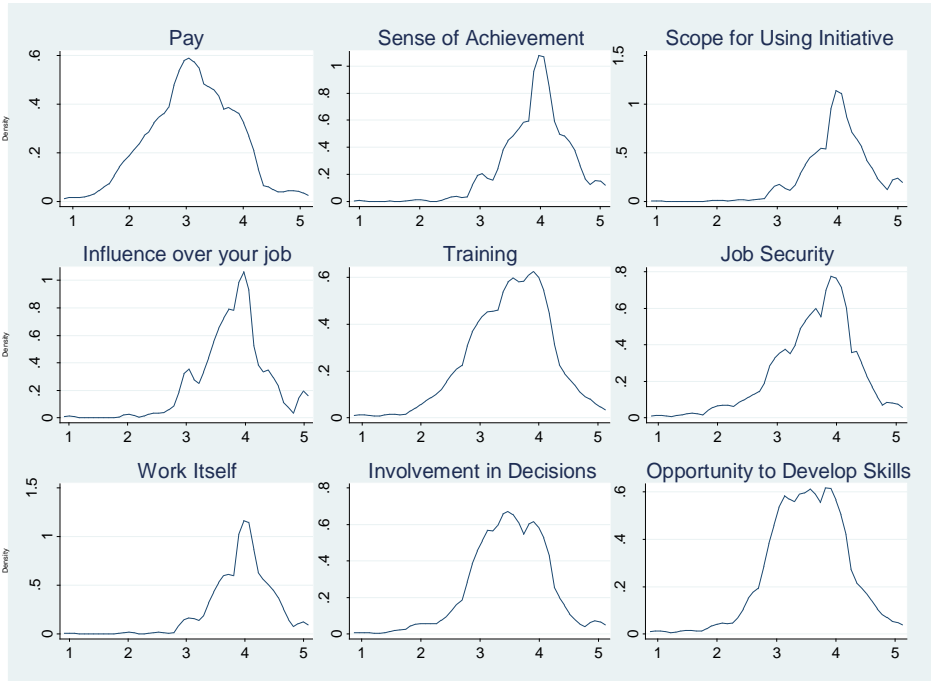 Pay
Sense of Achievement
Scope for Using Initiative
Density
0 .2 .4 .6
1 2 3 4 5
0 .2 .4 .6 .8 1
1 2 3 4 5
0 .5 1 1.5
1 2 3 4 5
Influence over your job
Training
Job Security
Density
0 .2 .4 .6 .8 1
1 2 3 4 5
0 .2 .4 .6
1 2 3 4 5
0 .2 .4 .6 .8
1 2 3 4 5
Work Itself
Involvement in Decisions
Opportunity to Develop Skills
Density
0 .5 1 1.5
1 2 3 4 5
0 .2 .4 .6 .8
1 2 3 4 5
0 .2 .4 .6
1 2 3 4 5